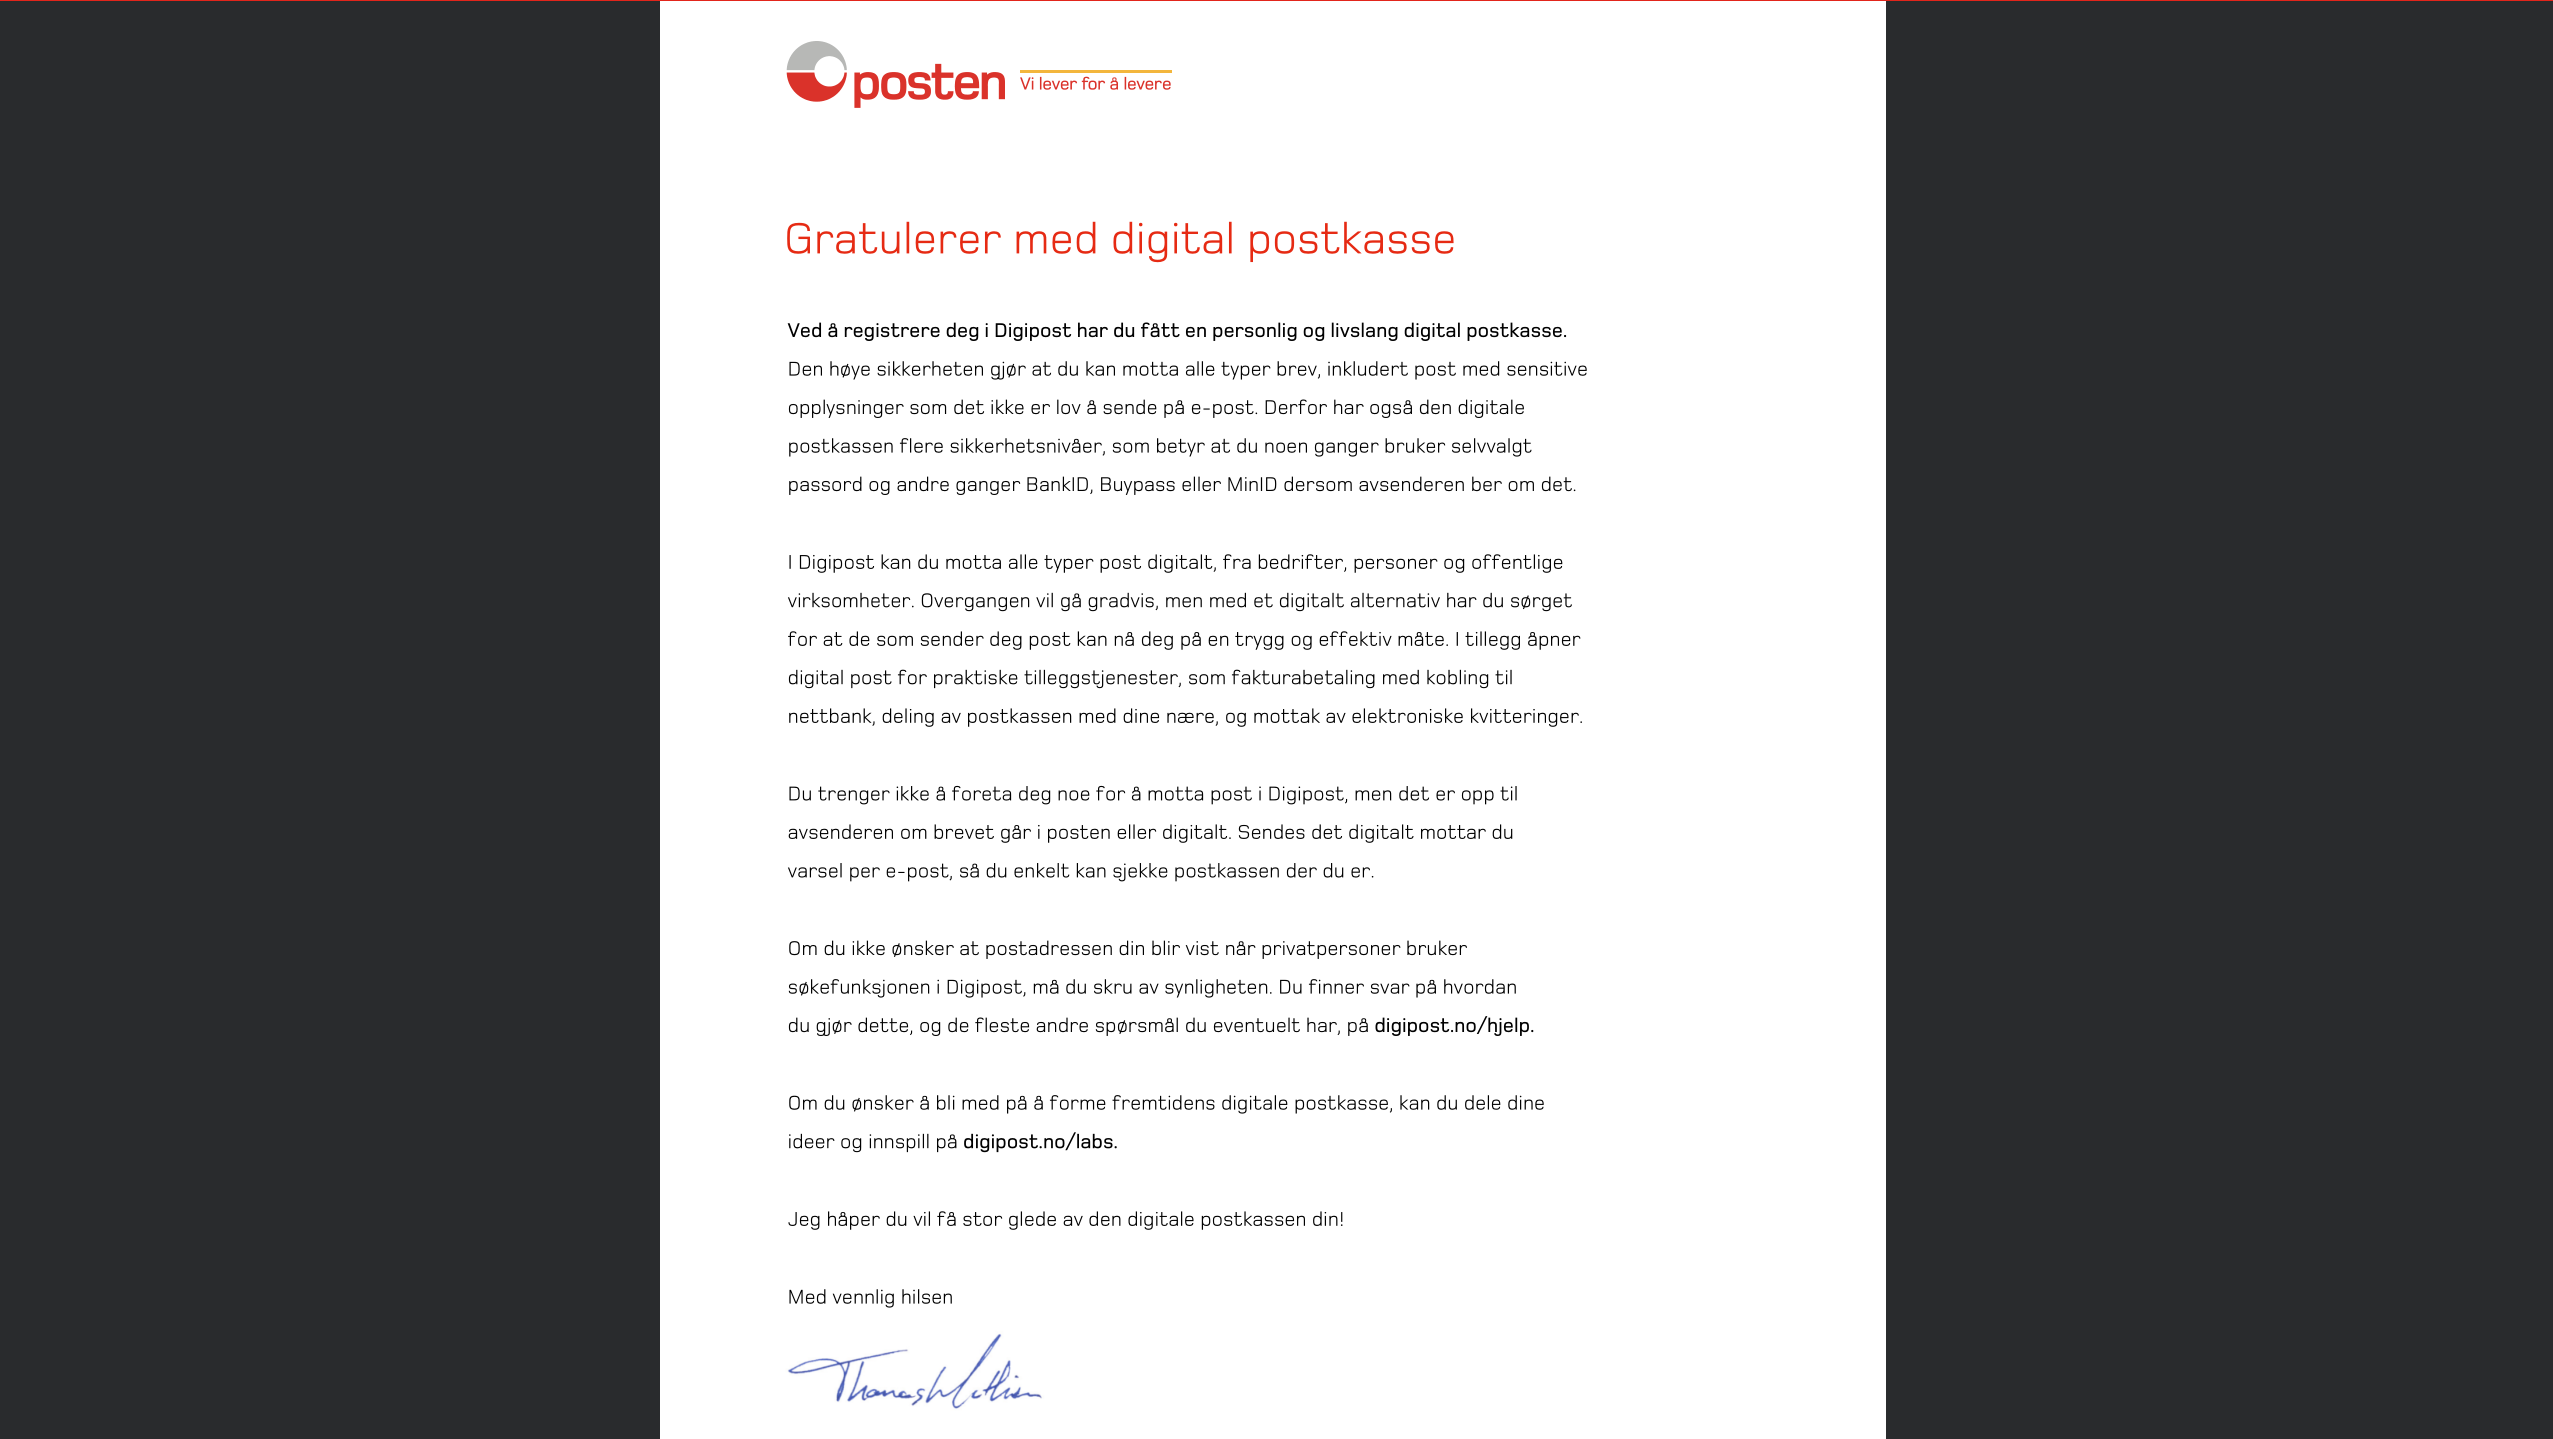 posten
Vi lever for å levere
Gratulerer med digital postkasse
Ved å registrere deg i Digipost har du fått en personlig og livslang digital postkasse.
Den høye sikkerheten gjør at du kan motta alle typer brev, inkludert post med sensitive
opplysninger som det ikke er lov å sende på e-post. Derfor har også den digitale
postkassen flere sikkerhetsnivåer, som betyr at du noen ganger bruker selvvalgt
passord og andre ganger BankID, Buypass eller MinID dersom avsenderen ber om det.
I Digipost kan du motta alle typer post digitalt, fra bedrifter, personer og offentlige
virksomheter. Overgangen vil gå gradvis, men med et digitalt alternativ har du sørget
for at de som sender deg post kan nå deg på en trygg og effektiv måte. I tillegg åpner
digital post for praktiske tilleggstjenester, som fakturabetaling med kobling til
nettbank, deling av postkassen med dine nære, og mottak av elektroniske kvitteringer.
Du trenger ikke å foreta deg noe for å motta post i Digipost, men det er opp til
avsenderen om brevet går i posten eller digitalt. Sendes det digitalt mottar du
varsel per e-post, så du enkelt kan sjekke postkassen der du er.
Om du ikke ønsker at postadressen din blir vist når privatpersoner bruker
søkefunksjonen i Digipost, må du skru av synligheten. Du finner svar på hvordan
du gjør dette, og de fleste andre spørsmål du eventuelt har, på digipost.no/hjelp.
Om du ønsker å bli med på å forme fremtidens digitale postkasse, kan du dele dine
ideer og innspill på digipost.no/labs.
Jeg håper du vil få stor glede av den digitale postkassen din!
Med vennlig hilsen
Thomas